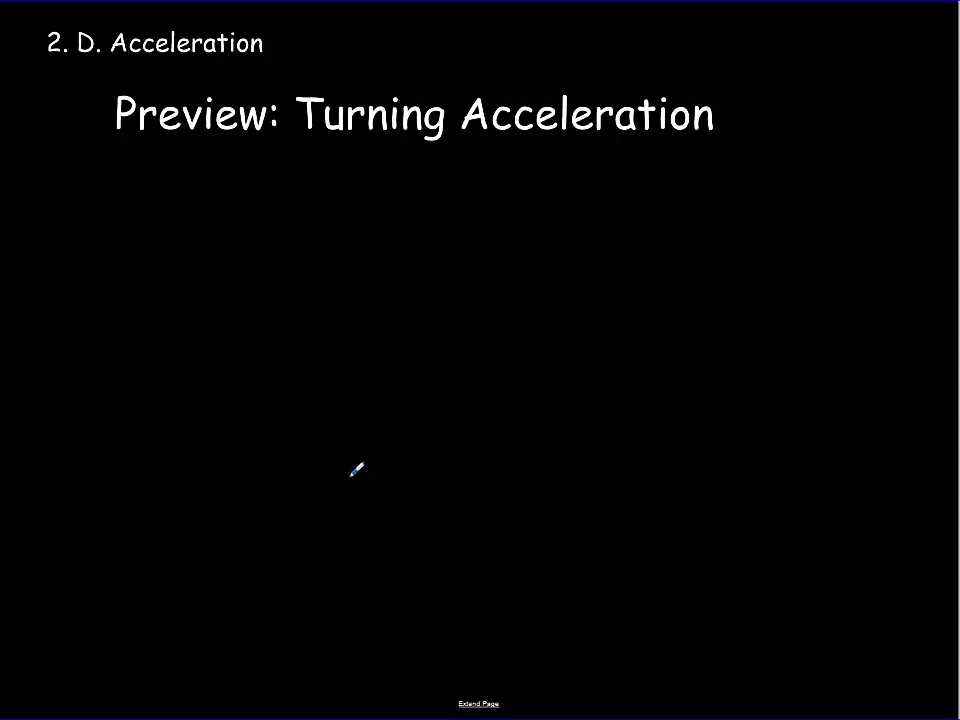 2. D. Acceleration
Preview: Turning Acceleration
Extend Page